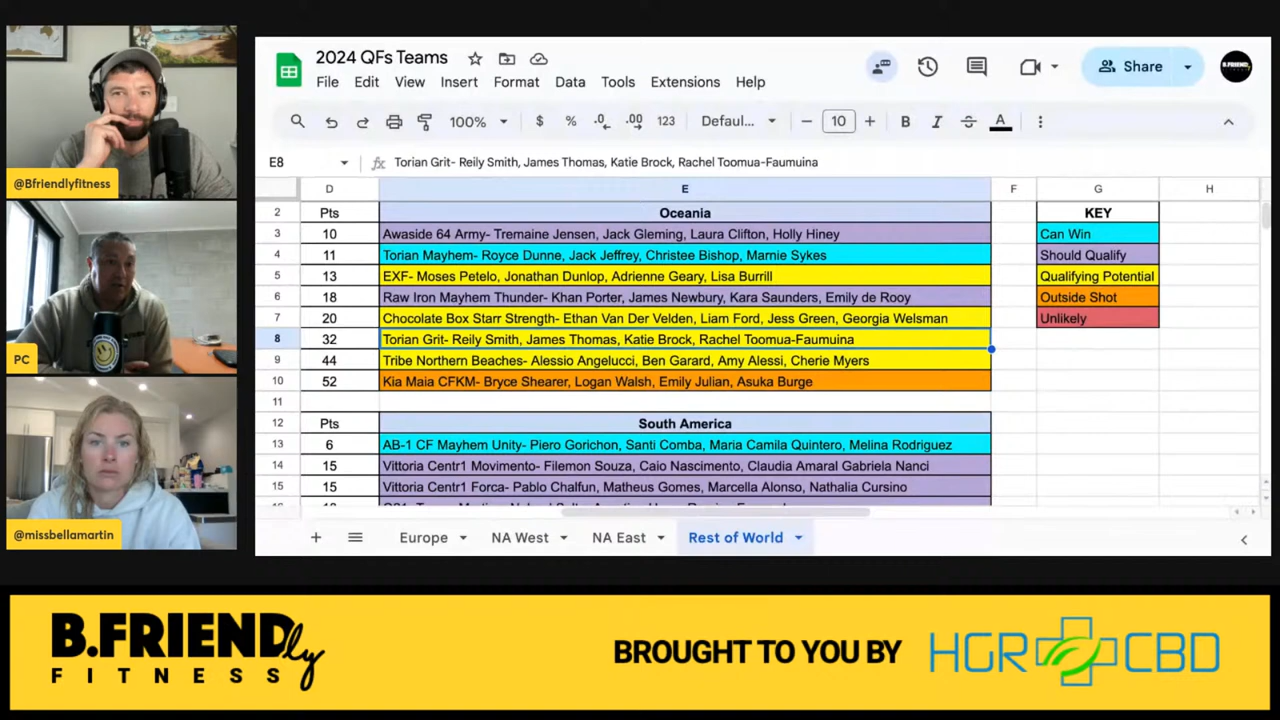 @Bfriendlyfitness
PC
@missbellamartin
2024 QFs Teams
Share
File Edit View Insert Format Data Tools Extensions Help
100% $ % .0 .00 123 Defaul... 10 B I S A
E8 fx Torian Grit- Reily Smith, James Thomas, Katie Brock, Rachel Toomua-Faumuina
D E F G H
2 Pts Oceania KEY
3 10 Awaside 64 Army- Tremaine Jensen, Jack Gleming, Laura Clifton, Holly Hiney Can Win
4 11 Torian Mayhem- Royce Dunne, Jack Jeffrey, Christee Bishop, Marnie Sykes Should Qualify
5 13 EXF- Moses Petelo, Jonathan Dunlop, Adrienne Geary, Lisa Burrill Qualifying Potential
6 18 Raw Iron Mayhem Thunder- Khan Porter, James Newbury, Kara Saunders, Emily de Rooy Outside Shot
7 20 Chocolate Box Starr Strength- Ethan Van Der Velden, Liam Ford, Jess Green, Georgia Welsman Unlikely
8 32 Torian Grit- Reily Smith, James Thomas, Katie Brock, Rachel Toomua-Faumuina
9 44 Tribe Northern Beaches- Alessio Angelucci, Ben Garard, Amy Alessi, Cherie Myers
10 52 Kia Maia CFKM- Bryce Shearer, Logan Walsh, Emily Julian, Asuka Burge
11
12 Pts South America
13 6 AB-1 CF Mayhem Unity- Piero Gorichon, Santi Comba, Maria Camila Quintero, Melina Rodriguez
14 15 Vittoria Centr1 Movimento- Filemon Souza, Caio Nascimento, Claudia Amaral Gabriela Nanci
15 15 Vittoria Centr1 Forca- Pablo Chalfun, Matheus Gomes, Marcella Alonso, Nathalia Cursino
Europe NA West NA East Rest of World
B.FRIENDly
FITNESS
BROUGHT TO YOU BY
HGR CBD